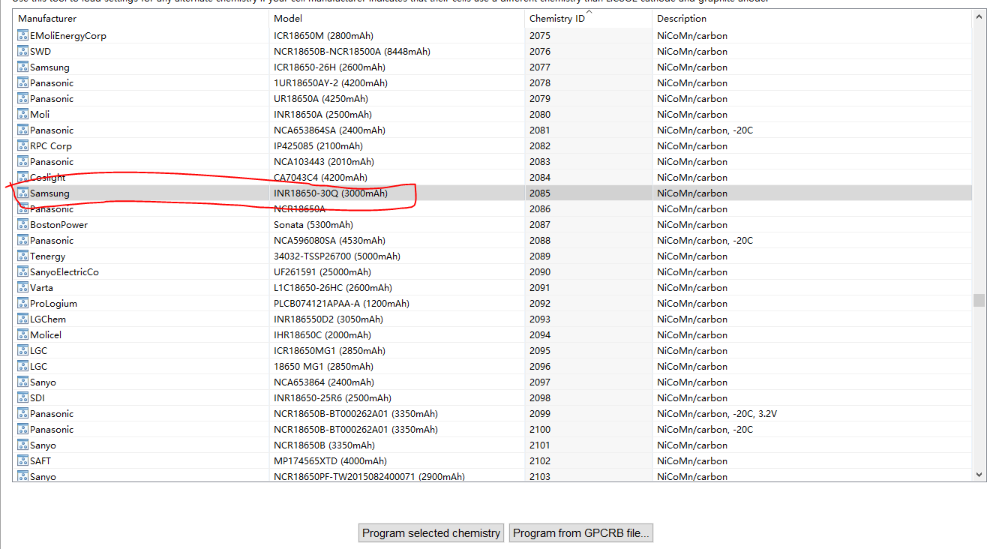 Use this tool to load settings for any alternate chemistry if your cell manufacturer indicates that their cells use a different chemistry than LiCoO2 cathode and graphite anode.
Manufacturer Model Chemistry ID Description
EMoliEnergyCorp ICR18650M (2800mAh) 2075 NiCoMn/carbon
SWD NCR18650B-NCR18500A (8448mAh) 2076 NiCoMn/carbon
Samsung ICR18650-26H (2600mAh) 2077 NiCoMn/carbon
Panasonic 1UR18650AY-2 (4200mAh) 2078 NiCoMn/carbon
Panasonic UR18650A (4250mAh) 2079 NiCoMn/carbon
Moli INR18650A (2500mAh) 2080 NiCoMn/carbon
Panasonic NCA653864SA (2400mAh) 2081 NiCoMn/carbon, -20C
RPC Corp IP425085 (2100mAh) 2082 NiCoMn/carbon
Panasonic NCA103443 (2010mAh) 2083 NiCoMn/carbon
Coslight CA7043C4 (4200mAh) 2084 NiCoMn/carbon
Samsung INR18650-30Q (3000mAh) 2085 NiCoMn/carbon
Panasonic NCR18650A 2086 NiCoMn/carbon
BostonPower Sonata (5300mAh) 2087 NiCoMn/carbon
Panasonic NCA596080SA (4530mAh) 2088 NiCoMn/carbon, -20C
Tenergy 34032-TSSP26700 (5000mAh) 2089 NiCoMn/carbon
SanyoElectricCo UF261591 (25000mAh) 2090 NiCoMn/carbon
Varta L1C18650-26HC (2600mAh) 2091 NiCoMn/carbon
ProLogium PLCB074121APAA-A (1200mAh) 2092 NiCoMn/carbon
LGChem INR186550D2 (3050mAh) 2093 NiCoMn/carbon
Molicel IHR18650C (2000mAh) 2094 NiCoMn/carbon
LGC ICR18650MG1 (2850mAh) 2095 NiCoMn/carbon
LGC 18650 MG1 (2850mAh) 2096 NiCoMn/carbon
Sanyo NCA653864 (2400mAh) 2097 NiCoMn/carbon
SDI INR18650-25R6 (2500mAh) 2098 NiCoMn/carbon
Panasonic NCR18650B-BT000262A01 (3350mAh) 2099 NiCoMn/carbon, -20C, 3.2V
Panasonic NCR18650B-BT000262A01 (3350mAh) 2100 NiCoMn/carbon, -20C
Sanyo NCR18650B (3350mAh) 2101 NiCoMn/carbon
SAFT MP174565XTD (4000mAh) 2102 NiCoMn/carbon
Sanyo NCR18650PF-TW2015082400071 (2900mAh) 2103 NiCoMn/carbon
Program selected chemistry Program from GPCRB file...